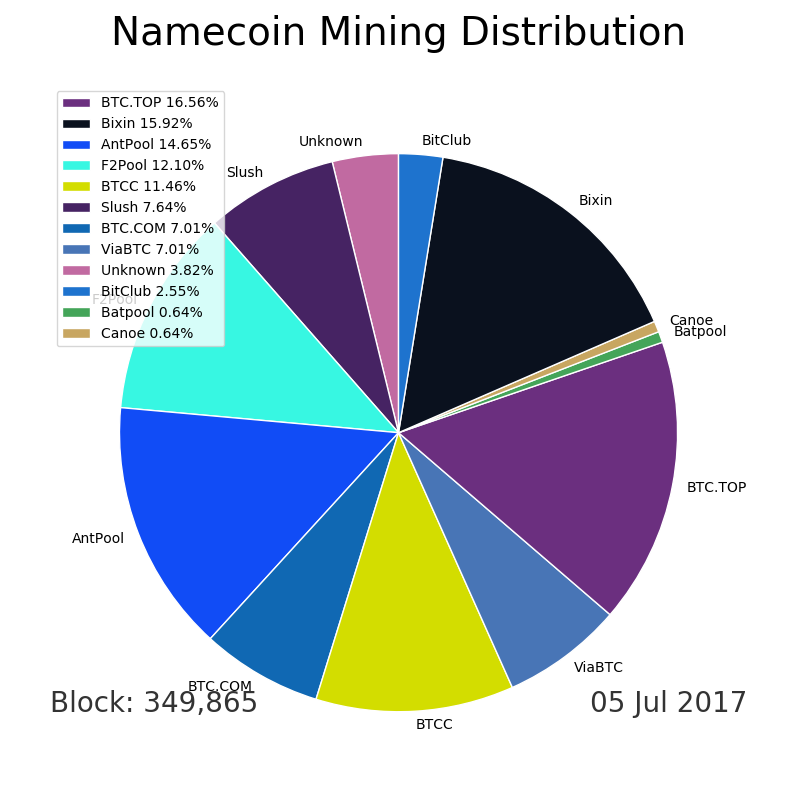 Namecoin Mining Distribution
BTC.TOP 16.56%
Bixin 15.92%
AntPool 14.65%
F2Pool 12.10%
BTCC 11.46%
Slush 7.64%
BTC.COM 7.01%
ViaBTC 7.01%
Unknown 3.82%
BitClub 2.55%
Batpool 0.64%
Canoe 0.64%
Unknown
BitClub
Slush
Bixin
F2Pool
Canoe
Batpool
BTC.TOP
AntPool
ViaBTC
BTC.COM
BTCC
Block: 349,865
05 Jul 2017